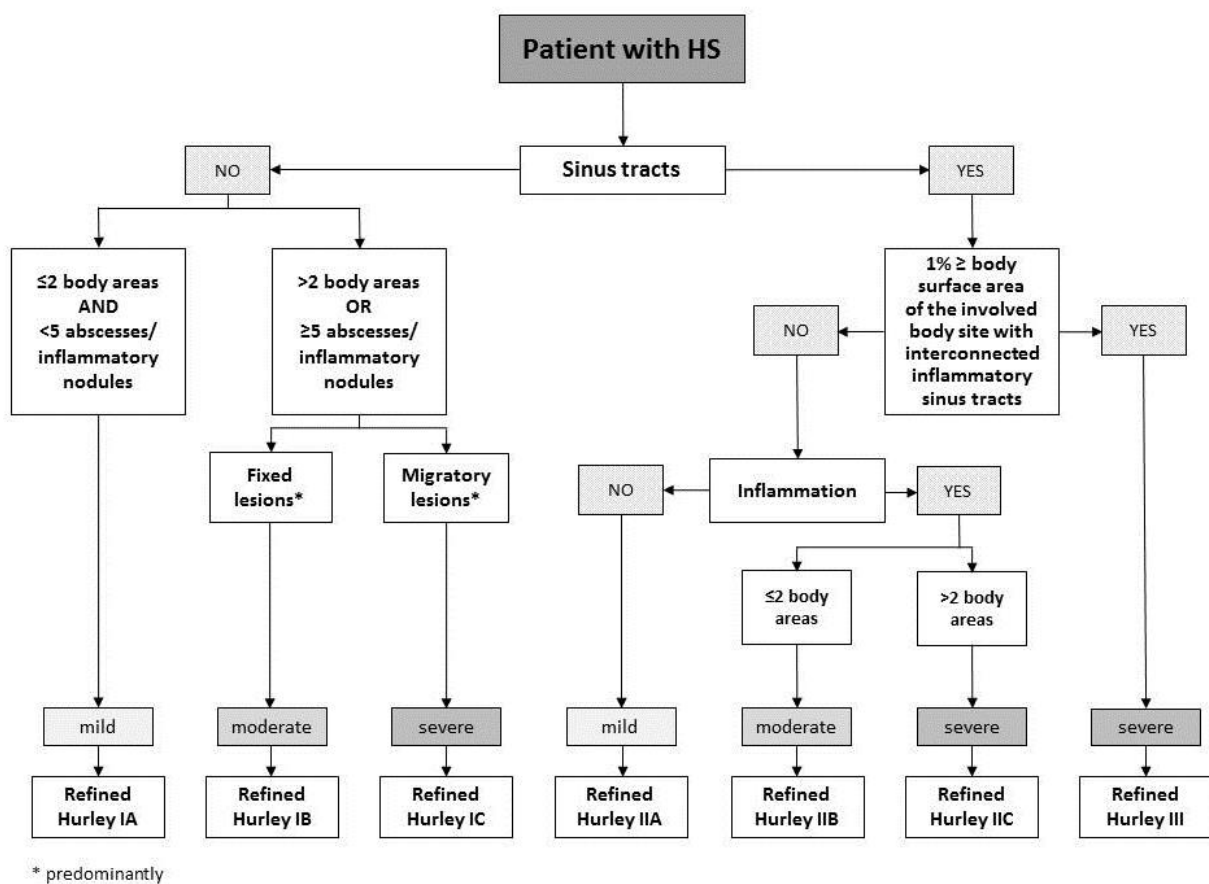 Patient with HS
NO
Sinus tracts
YES
≤2 body areas
AND
<5 abscesses/
inflammatory
nodules
>2 body areas
OR
≥5 abscesses/
inflammatory
nodules
1% ≥ body
surface area
of the involved
body site with
interconnected
inflammatory
sinus tracts
NO
YES
Fixed
lesions*
Migratory
lesions*
NO
Inflammation
YES
≤2 body
areas
>2 body
areas
mild
moderate
severe
mild
moderate
severe
severe
Refined
Hurley IA
Refined
Hurley IB
Refined
Hurley IC
Refined
Hurley IIA
Refined
Hurley IIB
Refined
Hurley IIC
Refined
Hurley III
* predominantly